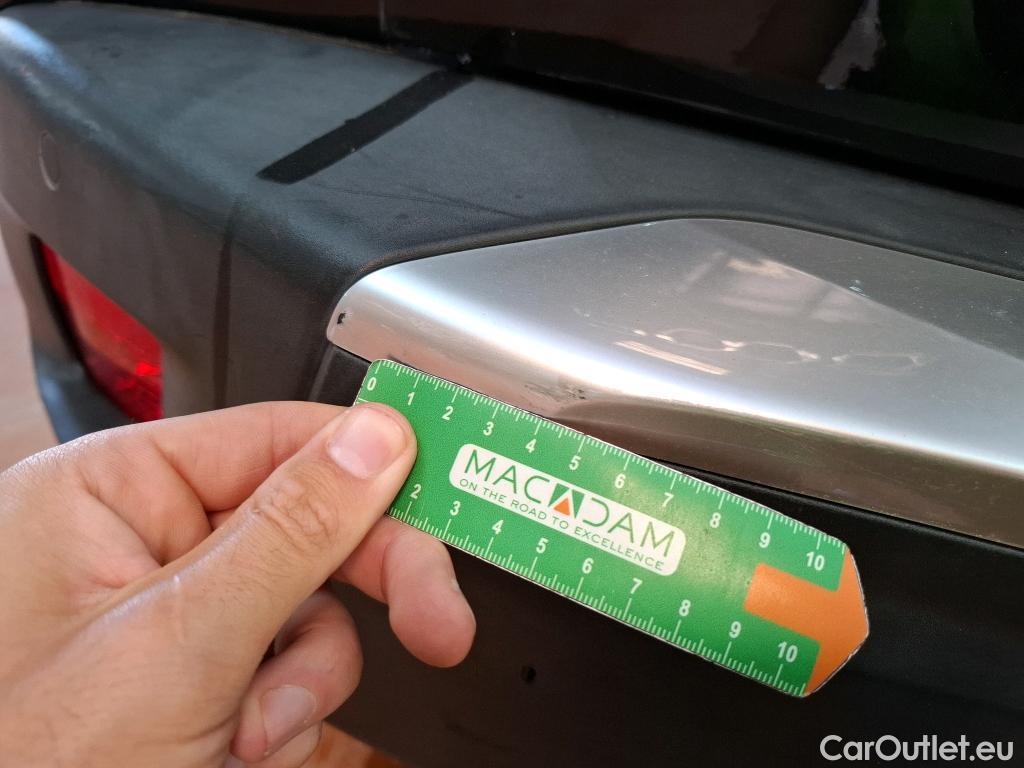 0 1 2 3 4 5 6 7 8 9 10
MACADAM
ON THE ROAD TO EXCELLENCE
2 3 4 5 6 7 8 9 10
CarOutlet.eu